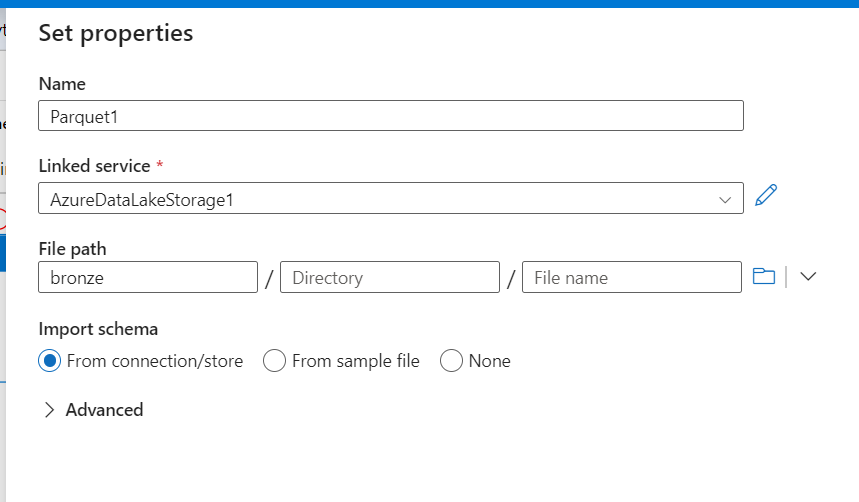 Set properties
Name
Parquet1
Linked service *
AzureDataLakeStorage1
File path
bronze / Directory / File name
Import schema
From connection/store From sample file None
Advanced